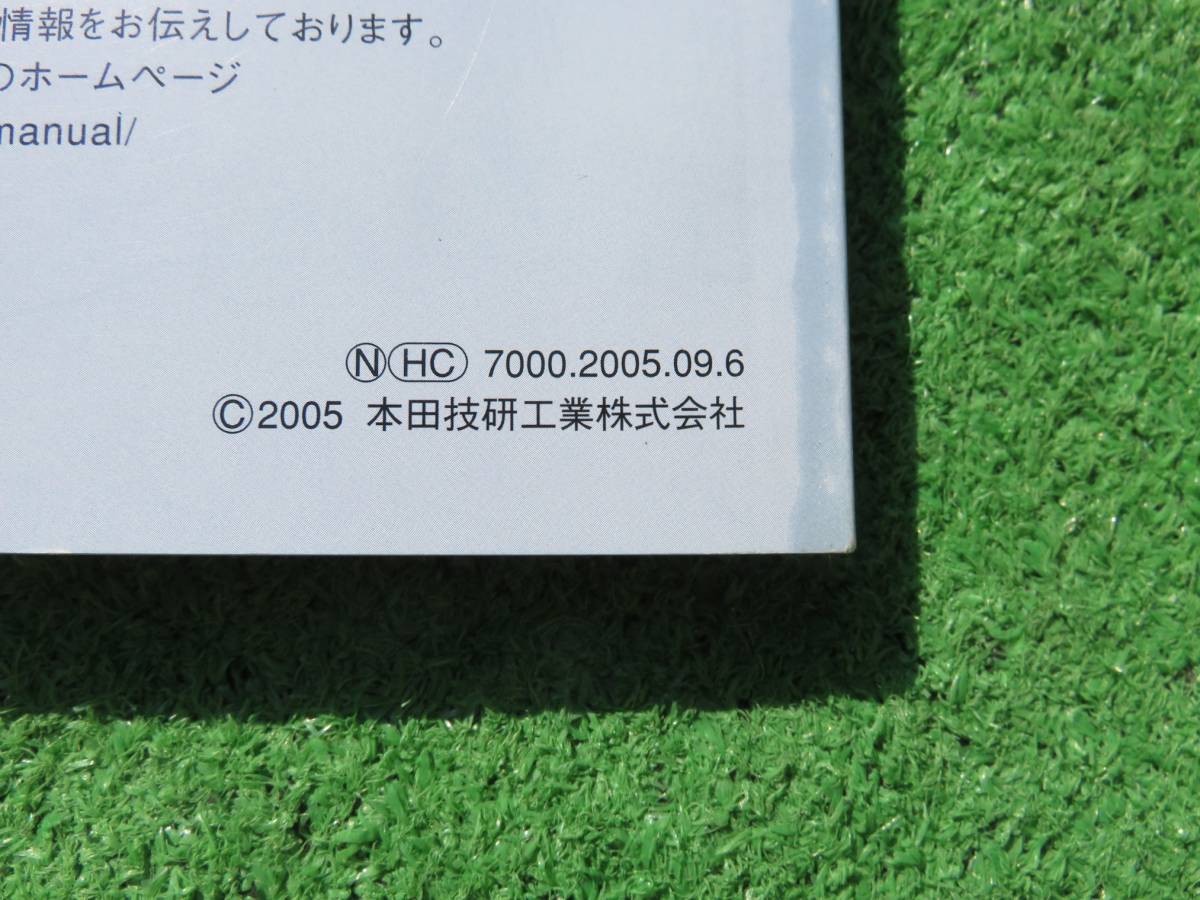 情報をお伝えしております。
のホームページ
manual/
ⓃHC 7000.2005.09.6
©2005 本田技研工業株式会社